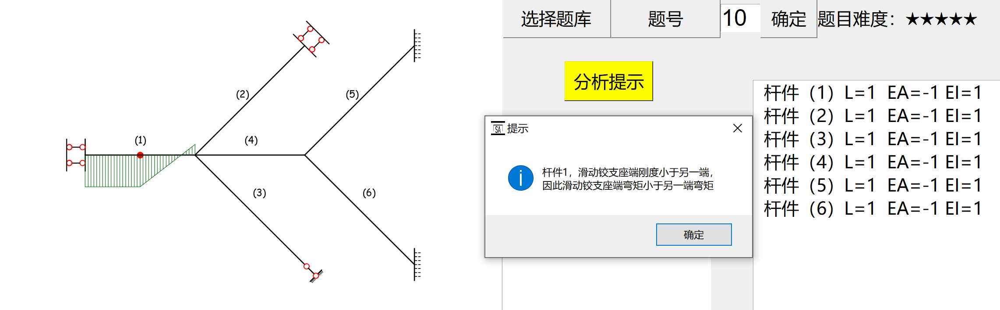 选择题库 题号 10 确定 题目难度：★★★★★
分析提示
杆件（1）L=1 EA=-1 EI=1
杆件（2）L=1 EA=-1 EI=1
杆件（3）L=1 EA=-1 EI=1
杆件（4）L=1 EA=-1 EI=1
杆件（5）L=1 EA=-1 EI=1
杆件（6）L=1 EA=-1 EI=1
SA 提示
杆件1，滑动铰支座端刚度小于另一端，
因此滑动铰支座端弯矩小于另一端弯矩
确定
(2)
(5)
(1)
(4)
(3)
(6)